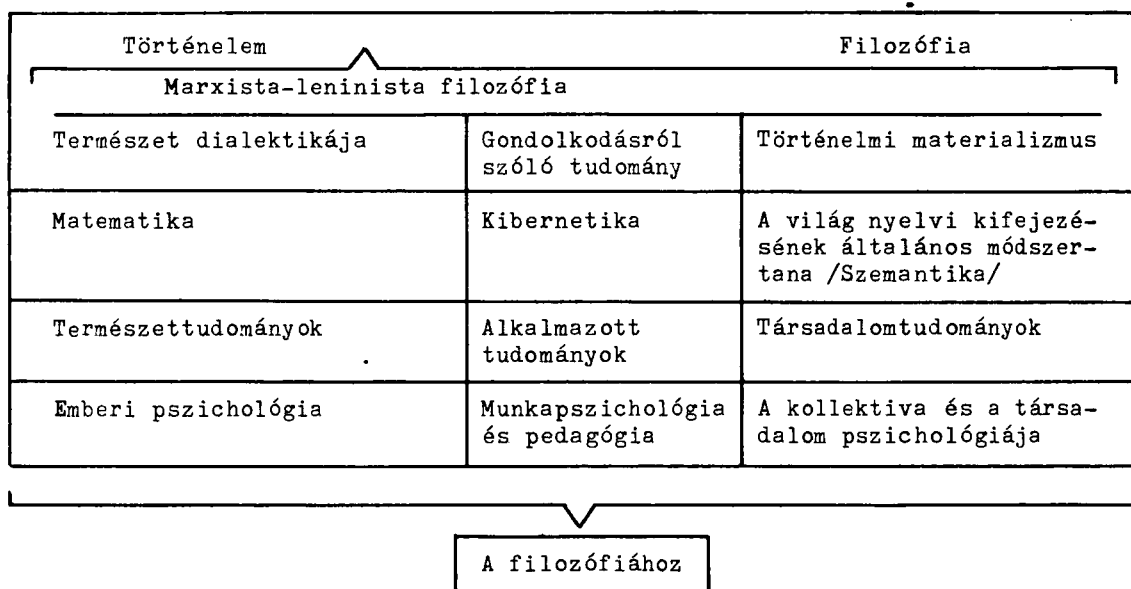 Történelem Filozófia
Marxista-leninista filozófia
Természet dialektikája
Gondolkodásról
szóló tudomány
Történelmi materializmus
Matematika
Kibernetika
A világ nyelvi kifejezé-
sének általános módszer-
tana /Szemantika/
Természettudományok
Alkalmazott
tudományok
Társadalomtudományok
Emberi pszichológia
Munkapszichológia
és pedagógia
A kollektiva és a társa-
dalom pszichológiája
A filozófiához